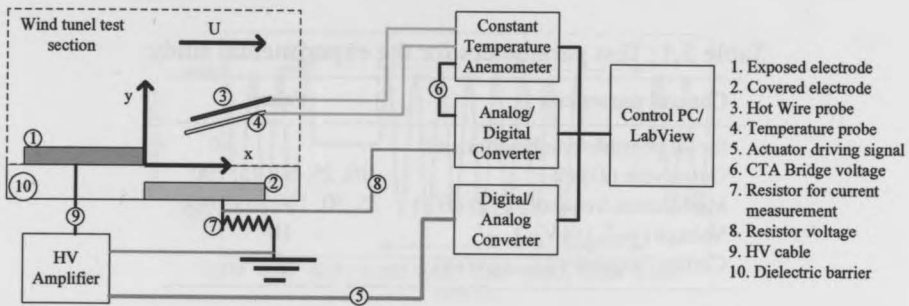 Wind tunel test
section
U
y
x
3
4
1
10
2
9
7
8
6
5
HV
Amplifier
Constant
Temperature
Anemometer
Analog/
Digital
Converter
Digital/
Analog
Converter
Control PC/
LabView
1. Exposed electrode
2. Covered electrode
3. Hot Wire probe
4. Temperature probe
5. Actuator driving signal
6. CTA Bridge voltage
7. Resistor for current
measurement
8. Resistor voltage
9. HV cable
10. Dielectric barrier